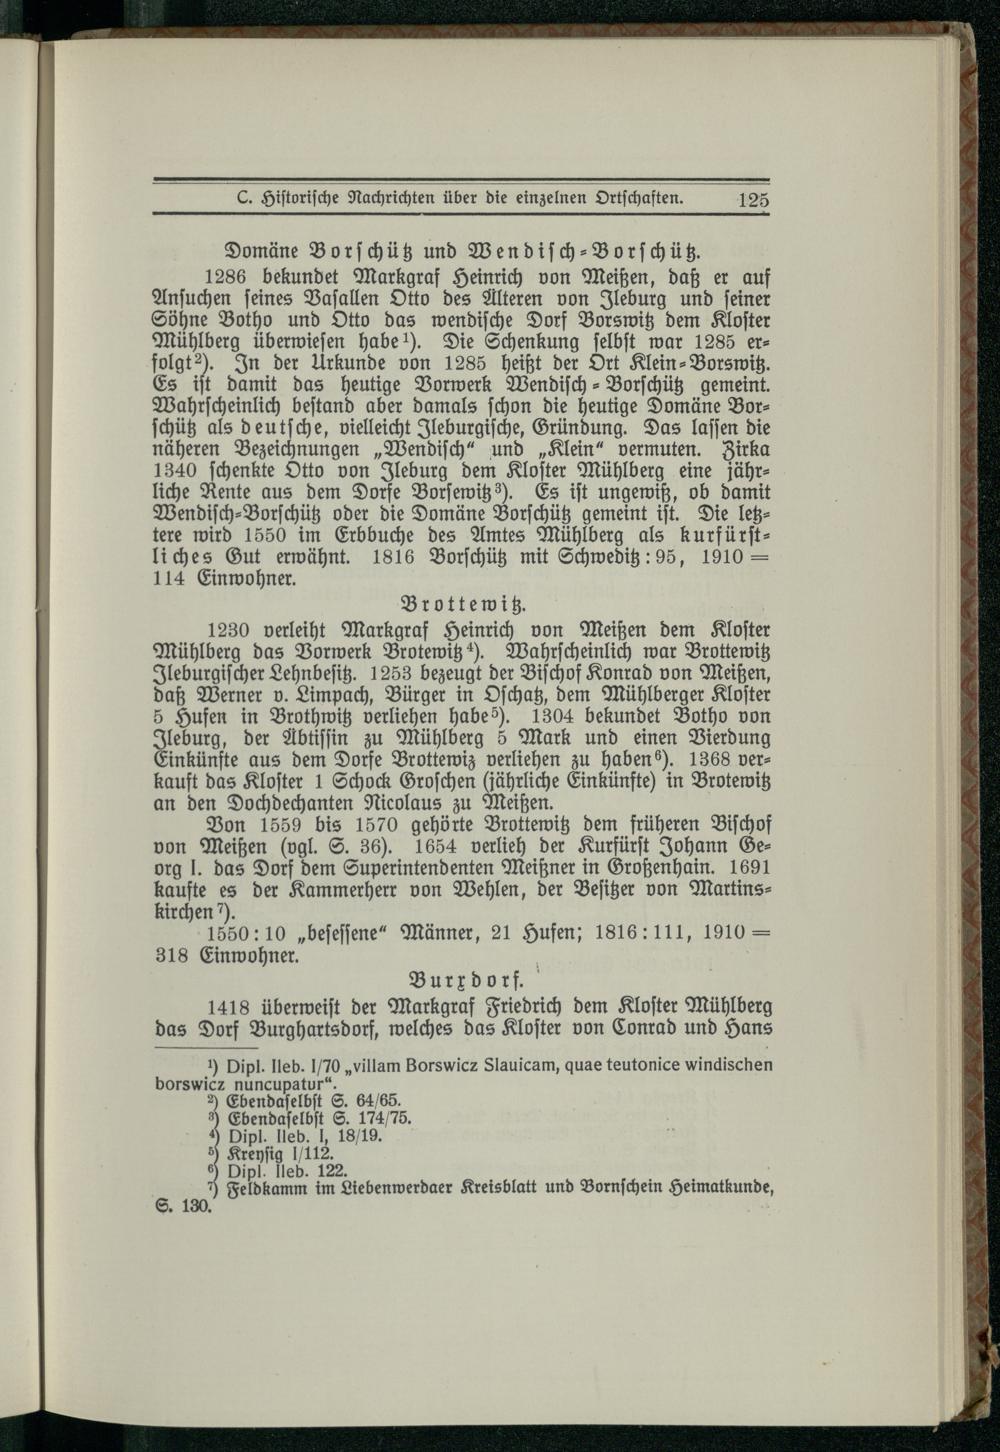 C. Historische Nachrichten über die einzelnen Ortschaften. 125
Domäne Borschütz und Wendisch-Borschütz.
1286 bekundet Markgraf Heinrich von Meißen, daß er auf
Ansuchen seines Vasallen Otto des Älteren von Ileburg und seiner
Söhne Botho und Otto das wendische Dorf Borswitz dem Kloster
Mühlberg überwiesen habe¹). Die Schenkung selbst war 1285 er-
folgt²). In der Urkunde von 1285 heißt der Ort Klein-Borswitz.
Es ist damit das heutige Vorwerk Wendisch-Borschütz gemeint.
Wahrscheinlich bestand aber damals schon die heutige Domäne Bor-
schütz als deutsche, vielleicht Ileburgische, Gründung. Das lassen die
näheren Bezeichnungen „Wendisch“ und „Klein“ vermuten. Zirka
1340 schenkte Otto von Ileburg dem Kloster Mühlberg eine jähr-
liche Rente aus dem Dorfe Borsewitz³). Es ist ungewiß, ob damit
Wendisch-Borschütz oder die Domäne Borschütz gemeint ist. Die letz-
tere wird 1550 im Erbbuche des Amtes Mühlberg als kurfürst-
liches Gut erwähnt. 1816 Borschütz mit Schweditz: 95, 1910 =
114 Einwohner.
Brottewitz.
1230 verleiht Markgraf Heinrich von Meißen dem Kloster
Mühlberg das Vorwerk Brotewitz⁴). Wahrscheinlich war Brottewitz
Ileburgischer Lehnbesitz. 1253 bezeugt der Bischof Konrad von Meißen,
daß Werner v. Limpach, Bürger in Oschatz, dem Mühlberger Kloster
5 Hufen in Brothwitz verliehen habe⁵). 1304 bekundet Botho von
Ileburg, der Äbtissin zu Mühlberg 5 Mark und einen Vierdung
Einkünfte aus dem Dorfe Brottewiz verliehen zu haben⁶). 1368 ver-
kauft das Kloster 1 Schock Groschen (jährliche Einkünfte) in Brotewitz
an den Dochdechanten Nicolaus zu Meißen.
Von 1559 bis 1570 gehörte Brottewitz dem früheren Bischof
von Meißen (vgl. S. 36). 1654 verlieh der Kurfürst Johann Ge-
org I. das Dorf dem Superintendenten Meißner in Großenhain. 1691
kaufte es der Kammerherr von Wehlen, der Besitzer von Martins-
kirchen⁷).
1550: 10 „besessene“ Männer, 21 Hufen; 1816: 111, 1910 =
318 Einwohner.
Burxdorf.
1418 überweist der Markgraf Friedrich dem Kloster Mühlberg
das Dorf Burghartsdorf, welches das Kloster von Conrad und Hans
¹) Dipl. Ileb. I/70 „villam Borswicz Slauicam, quae teutonice windischen
borswicz nuncupatur“.
²) Ebendaselbst S. 64/65.
³) Ebendaselbst S. 174/75.
⁴) Dipl. Ileb. I, 18/19.
⁵) Kreysig I/112.
⁶) Dipl. Ileb. 122.
⁷) Feldkamm im Liebenwerdaer Kreisblatt und Bornschein Heimatkunde,
S. 130.